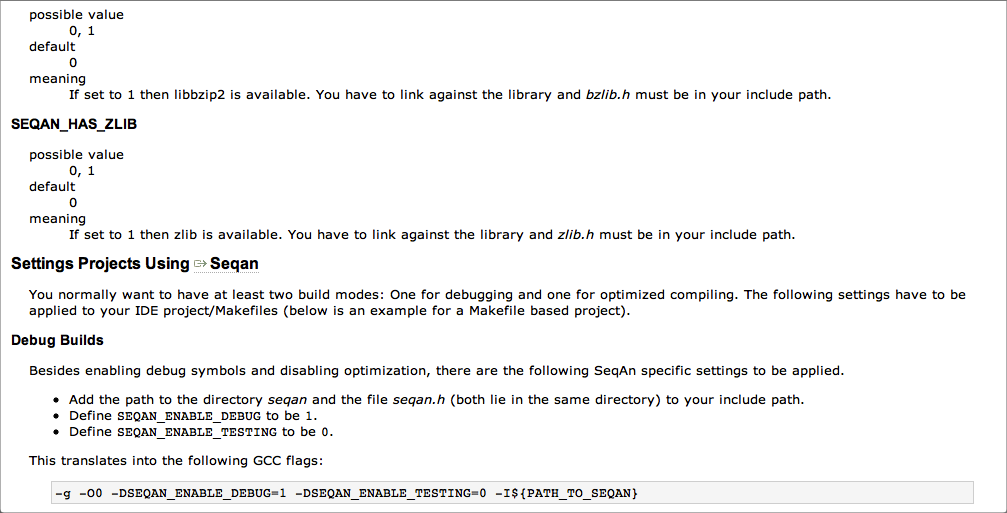 possible value
0, 1
default
0
meaning
If set to 1 then libbzip2 is available. You have to link against the library and bzlib.h must be in your include path.
SEQAN_HAS_ZLIB
possible value
0, 1
default
0
meaning
If set to 1 then zlib is available. You have to link against the library and zlib.h must be in your include path.
Settings Projects Using Seqan
You normally want to have at least two build modes: One for debugging and one for optimized compiling. The following settings have to be
applied to your IDE project/Makefiles (below is an example for a Makefile based project).
Debug Builds
Besides enabling debug symbols and disabling optimization, there are the following SeqAn specific settings to be applied.
• Add the path to the directory seqan and the file seqan.h (both lie in the same directory) to your include path.
• Define SEQAN_ENABLE_DEBUG to be 1.
• Define SEQAN_ENABLE_TESTING to be 0.
This translates into the following GCC flags:
-g -O0 -DSEQAN_ENABLE_DEBUG=1 -DSEQAN_ENABLE_TESTING=0 -I${PATH_TO_SEQAN}